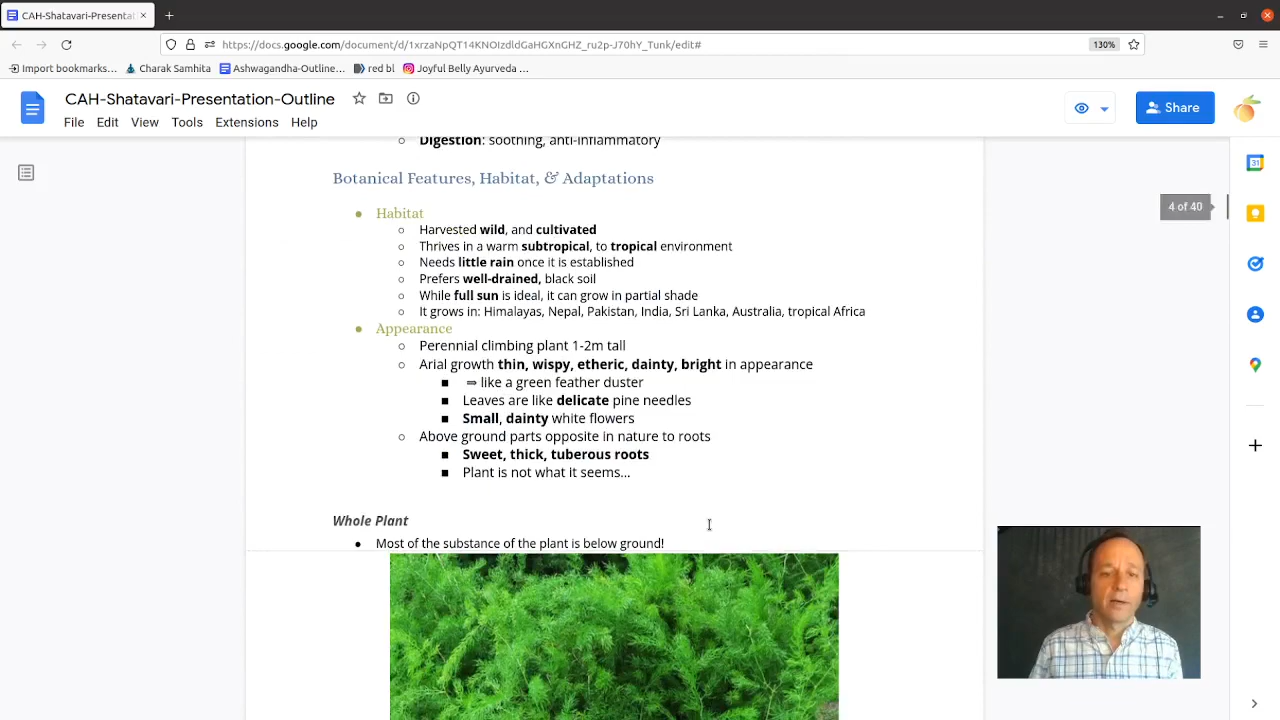 CAH-Shatavari-Presentat
https://docs.google.com/document/d/1xrzaNpQT14KNOIzdldGaHGXnGHZ_ru2p-J70hY_Tunk/edit#
130%
Import bookmarks...
Charak Samhita
Ashwagandha-Outline...
red bl
Joyful Belly Ayurveda ...
CAH-Shatavari-Presentation-Outline
File Edit View Tools Extensions Help
Share
Digestion: soothing, anti-inflammatory
Botanical Features, Habitat, & Adaptations
4 of 40
● Habitat
○ Harvested wild, and cultivated
○ Thrives in a warm subtropical, to tropical environment
○ Needs little rain once it is established
○ Prefers well-drained, black soil
○ While full sun is ideal, it can grow in partial shade
○ It grows in: Himalayas, Nepal, Pakistan, India, Sri Lanka, Australia, tropical Africa
● Appearance
○ Perennial climbing plant 1-2m tall
○ Arial growth thin, wispy, etheric, dainty, bright in appearance
■ ⇒ like a green feather duster
■ Leaves are like delicate pine needles
■ Small, dainty white flowers
○ Above ground parts opposite in nature to roots
■ Sweet, thick, tuberous roots
■ Plant is not what it seems...
Whole Plant
● Most of the substance of the plant is below ground!